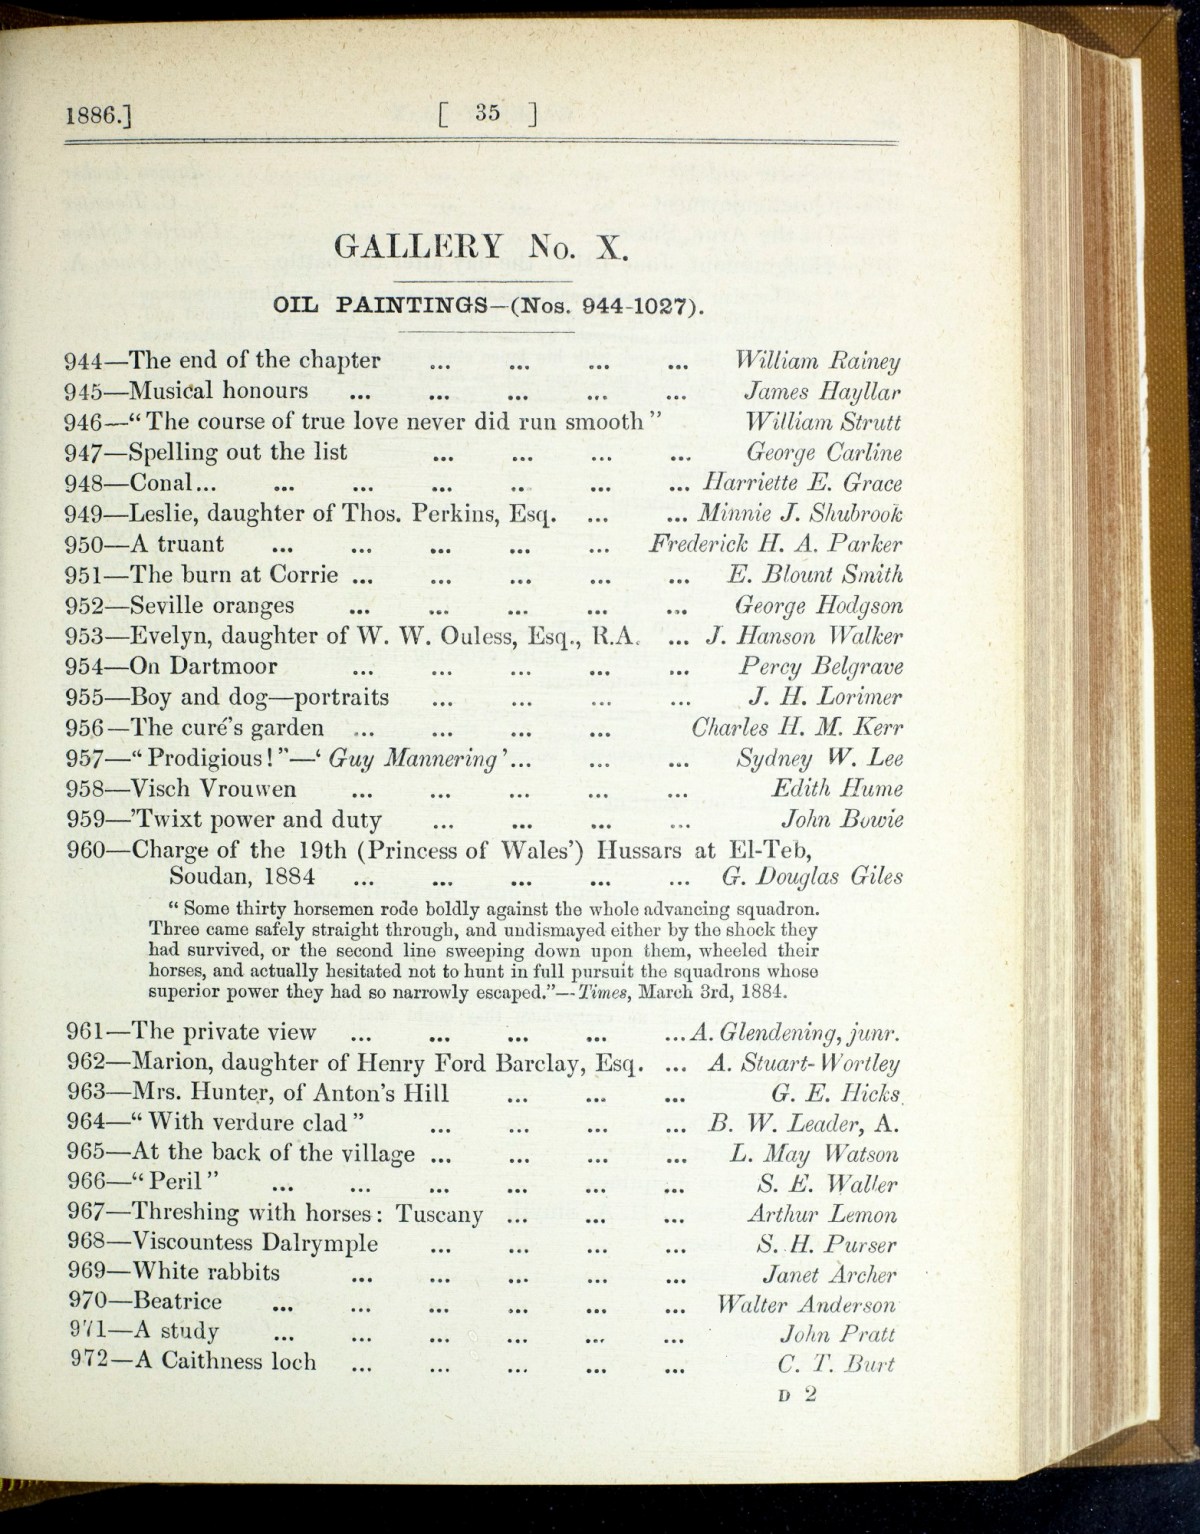 1886.] [ 35 ]
GALLERY No. X.
OIL PAINTINGS—(Nos. 944-1027).
944—The end of the chapter ... ... ... ... William Rainey
945—Musical honours ... ... ... ... ... James Hayllar
946—“The course of true love never did run smooth” William Strutt
947—Spelling out the list ... ... ... ... George Carline
948—Conal... ... ... ... ... ... ... Harriette E. Grace
949—Leslie, daughter of Thos. Perkins, Esq. ... ... Minnie J. Shubrook
950—A truant ... ... ... ... ... Frederick H. A. Parker
951—The burn at Corrie ... ... ... ... ... E. Blount Smith
952—Seville oranges ... ... ... ... ... George Hodgson
953—Evelyn, daughter of W. W. Ouless, Esq., R.A. ... J. Hanson Walker
954—On Dartmoor ... ... ... ... ... Percy Belgrave
955—Boy and dog—portraits ... ... ... ... J. H. Lorimer
956—The curé’s garden ... ... ... ... Charles H. M. Kerr
957—“Prodigious!”—‘Guy Mannering’... ... ... Sydney W. Lee
958—Visch Vrouwen ... ... ... ... ... Edith Hume
959—’Twixt power and duty ... ... ... ... John Bowie
960—Charge of the 19th (Princess of Wales’) Hussars at El-Teb,
Soudan, 1884 ... ... ... ... ... G. Douglas Giles
“Some thirty horsemen rode boldly against the whole advancing squadron.
Three came safely straight through, and undismayed either by the shock they
had survived, or the second line sweeping down upon them, wheeled their
horses, and actually hesitated not to hunt in full pursuit the squadrons whose
superior power they had so narrowly escaped.”—Times, March 3rd, 1884.
961—The private view ... ... ... ... ... A. Glendening, junr.
962—Marion, daughter of Henry Ford Barclay, Esq. ... A. Stuart-Wortley
963—Mrs. Hunter, of Anton’s Hill ... ... ... G. E. Hicks
964—“With verdure clad” ... ... ... ... B. W. Leader, A.
965—At the back of the village ... ... ... ... L. May Watson
966—“Peril” ... ... ... ... ... ... S. E. Waller
967—Threshing with horses: Tuscany ... ... ... Arthur Lemon
968—Viscountess Dalrymple ... ... ... ... S. H. Purser
969—White rabbits ... ... ... ... ... Janet Archer
970—Beatrice ... ... ... ... ... ... Walter Anderson
971—A study ... ... ... ... ... ... John Pratt
972—A Caithness loch ... ... ... ... ... C. T. Burt
D 2